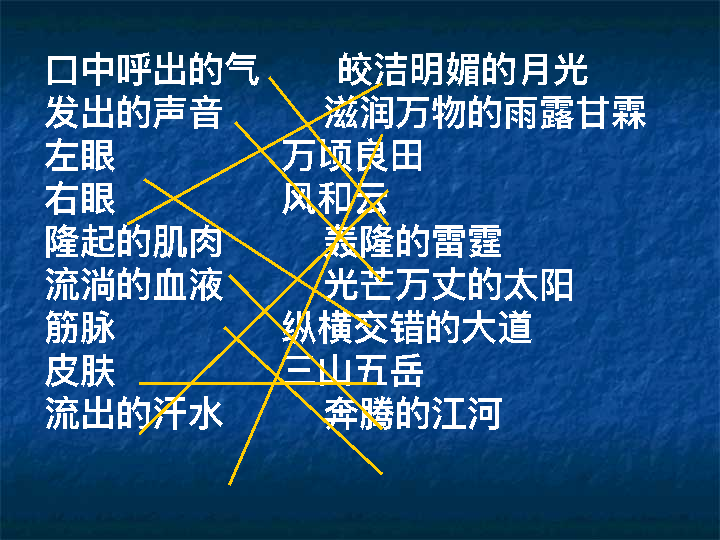 口中呼出的气 皎洁明媚的月光
发出的声音 滋润万物的雨露甘霖
左眼 万顷良田
右眼 风和云
隆起的肌肉 轰隆的雷霆
流淌的血液 光芒万丈的太阳
筋脉 纵横交错的大道
皮肤 三山五岳
流出的汗水 奔腾的江河